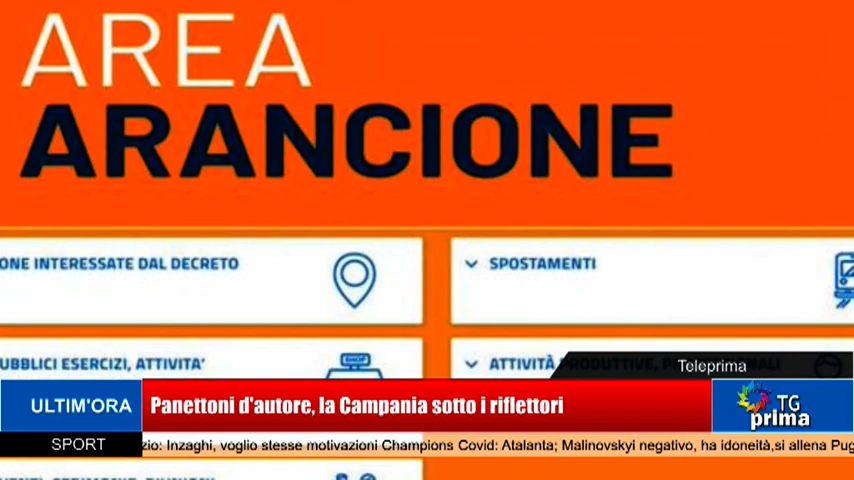 AREA
ARANCIONE
ONE INTERESSATE DAL DECRETO
SPOSTAMENTI
UBBLICI ESERCIZI, ATTIVITA'
SHOP
ATTIVITÀ
Teleprima
ULTIM'ORA
Panettoni d'autore, la Campania sotto i riflettori
TG
prima
SPORT
zio: Inzaghi, voglio stesse motivazioni Champions Covid: Atalanta; Malinovskyi negativo, ha idoneità,si allena Pug